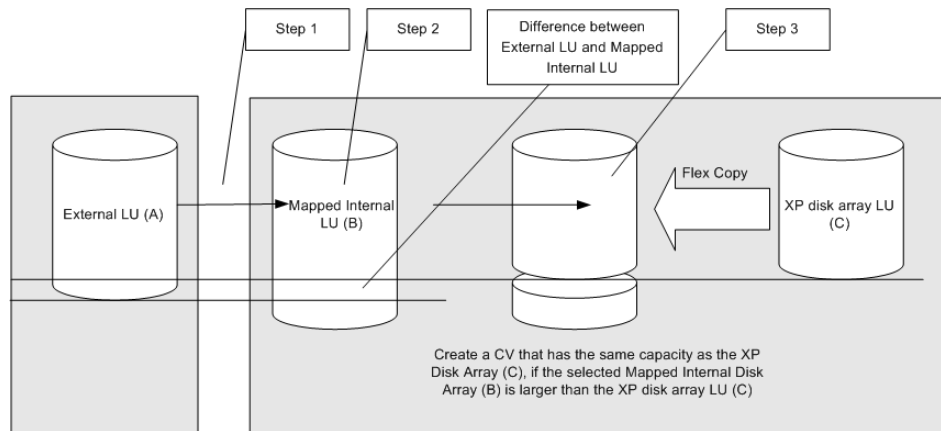 Step 1
Step 2
Difference between
External LU and Mapped
Internal LU
Step 3
External LU (A)
Mapped Internal
LU (B)
Flex Copy
XP disk array LU
(C)
Create a CV that has the same capacity as the XP
Disk Array (C), if the selected Mapped Internal Disk
Array (B) is larger than the XP disk array LU (C)